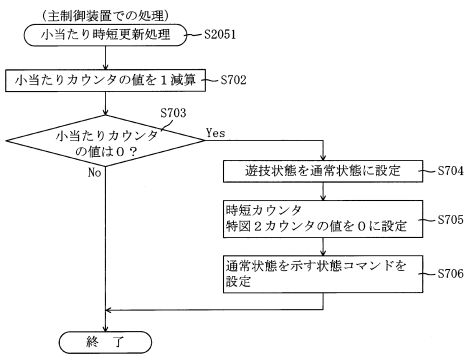 (主制御装置での処理)
小当たり時短更新処理
S2051
小当たりカウンタの値を1減算
S702
S703
小当たりカウンタ
の値は0?
Yes
No
遊技状態を通常状態に設定
S704
時短カウンタ
特図2カウンタの値を0に設定
S705
通常状態を示す状態コマンドを
設定
S706
終 了